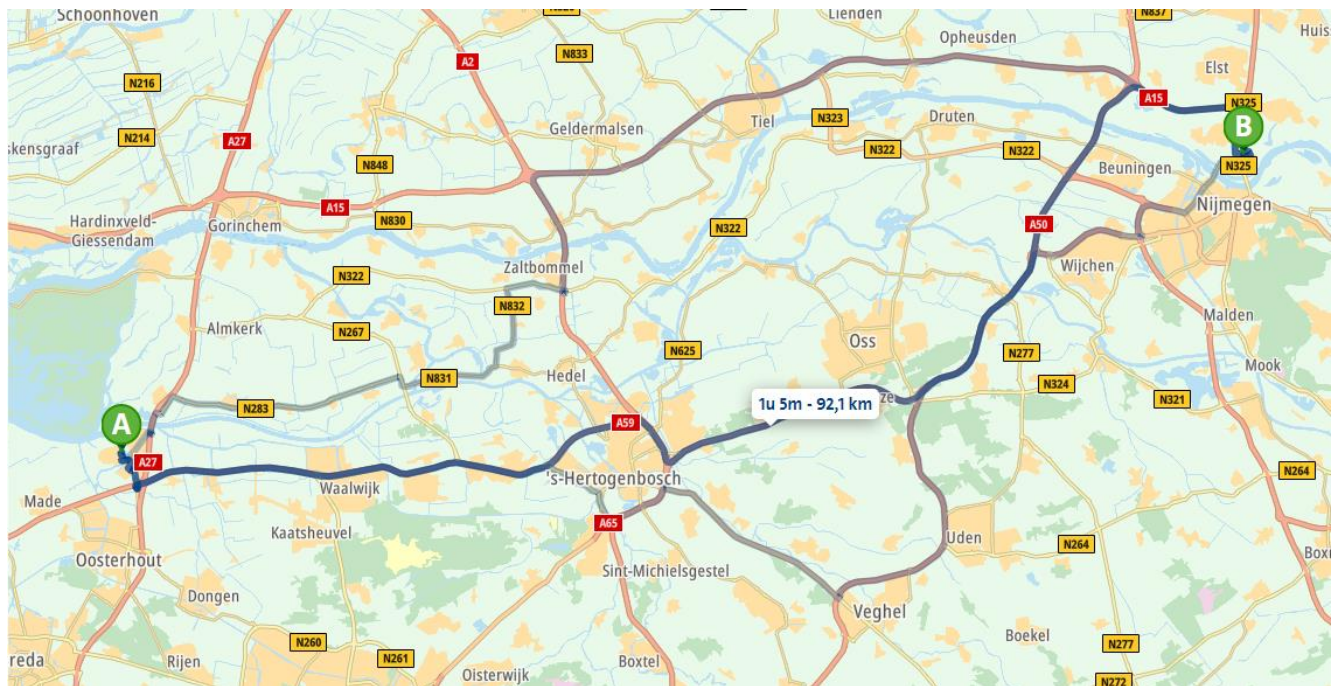 Schoonhoven
N833
N837
Lienden
Opheusden
Huis
A2
Elst
N216
N325
A15
B
Tiel
N323
Druten
N214
Geldermalsen
skensgraaf
A27
N848
N322
N322
Beuningen
N325
Nijmegen
A15
N830
Hardinxveld-
Giessendam
Gorinchem
N322
A50
Wijchen
Zaltbommel
N322
N832
Malden
Almkerk
N267
Oss
N625
N277
Mook
Hedel
N831
N324
N321
N283
1u 5m - 92,1 km
ze
A
A59
A27
's-Hertogenbosch
N264
Made
Waalwijk
Kaatsheuvel
A65
Oosterhout
Uden
N264
Boxm
Sint-Michielsgestel
Dongen
Veghel
Boekel
N260
N277
reda
Rijen
N261
Boxtel
Oisterwijk
N272